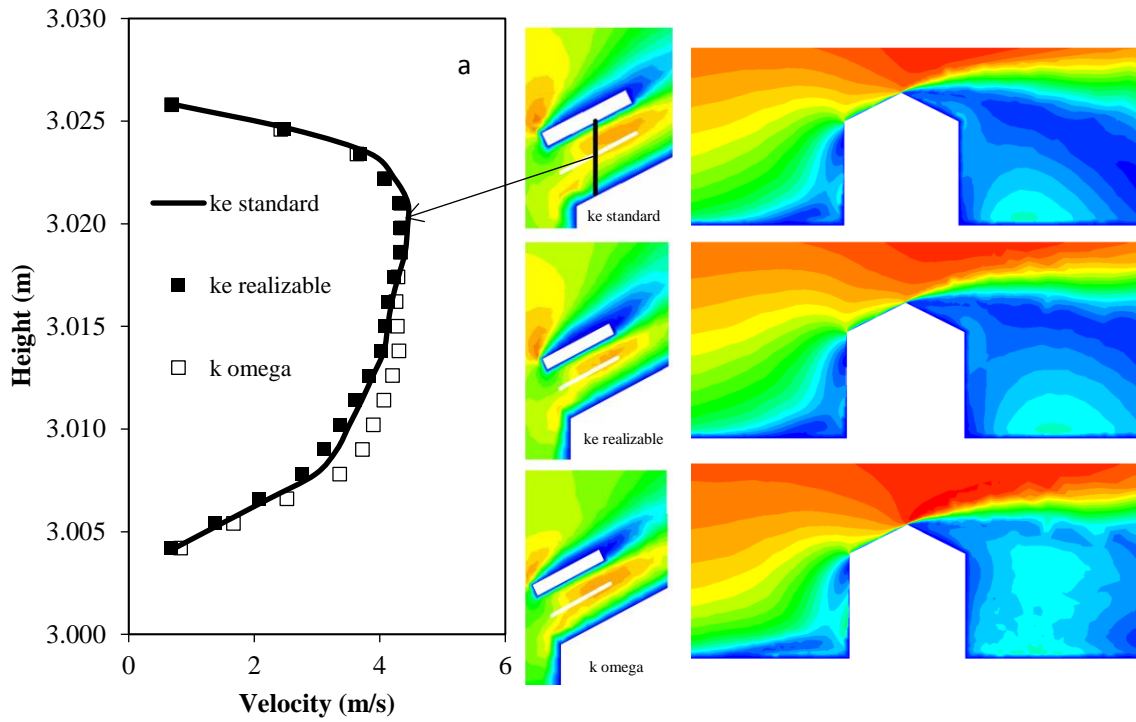 3.030
3.025
3.020
3.015
3.010
3.005
3.000
Height (m)
0
2
4
6
Velocity (m/s)
a
ke standard
ke realizable
k omega
ke standard
ke realizable
k omega